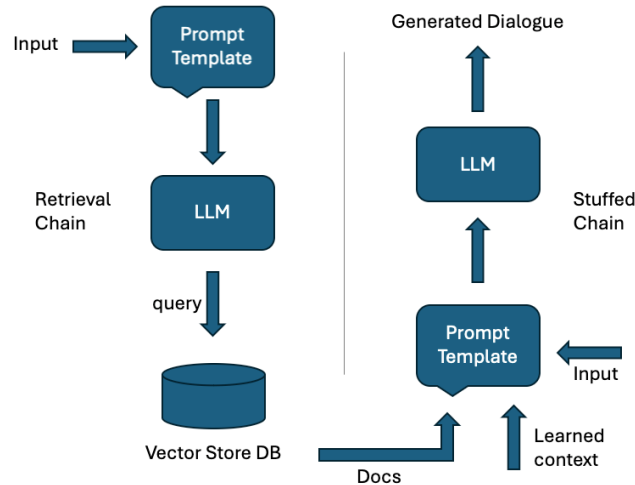 Input
Prompt
Template
LLM
Retrieval
Chain
query
Vector Store DB
Docs
Generated Dialogue
LLM
Stuffed
Chain
Prompt
Template
Input
Learned
context